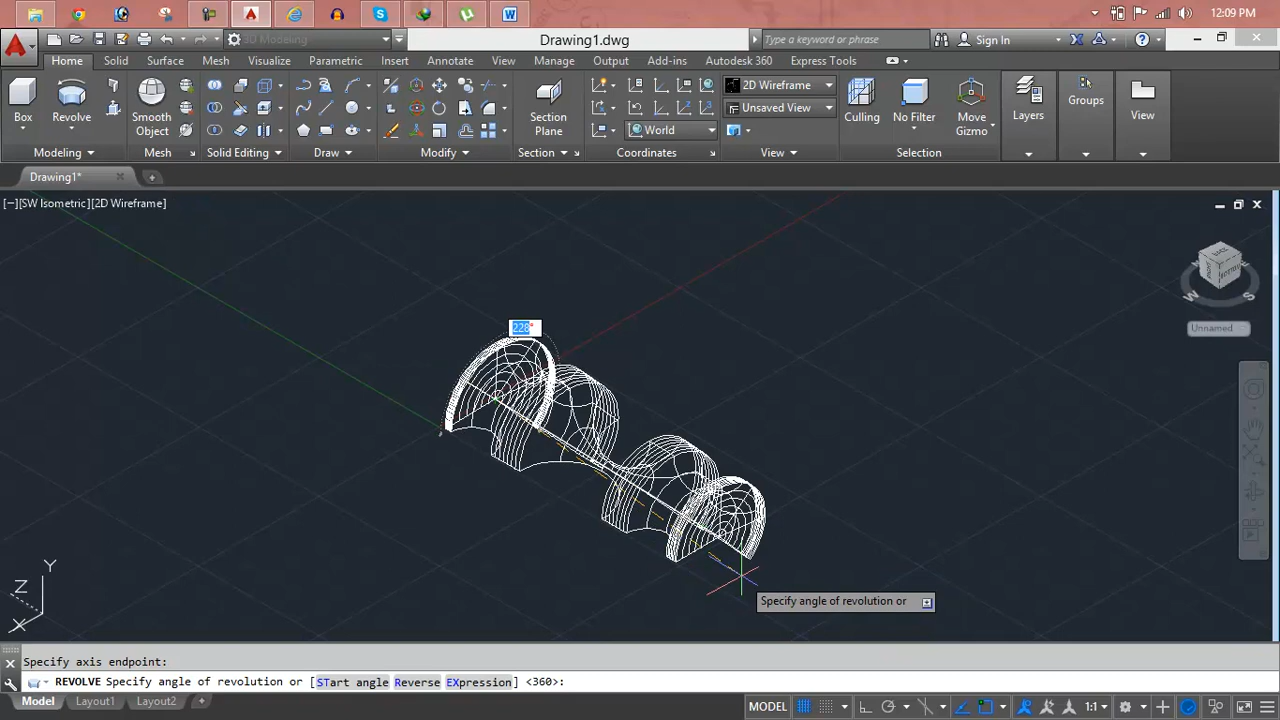 12:09 PM
3D Modeling
Drawing1.dwg
Type a keyword or phrase
Sign In
Home Solid Surface Mesh Visualize Parametric Insert Annotate View Manage Output Add-ins Autodesk 360 Express Tools
Box
Revolve
Smooth Object
Section Plane
World
2D Wireframe
Unsaved View
Culling
No Filter
Move Gizmo
Layers
Groups
View
Modeling Mesh Solid Editing Draw Modify Section Coordinates View Selection
Drawing1*
[−][SW Isometric][2D Wireframe]
228°
Unnamed
W
S
Y
Z
X
Specify angle of revolution or
Specify axis endpoint:
REVOLVE Specify angle of revolution or [STart angle Reverse EXpression] <360>:
Model Layout1 Layout2
MODEL
1:1